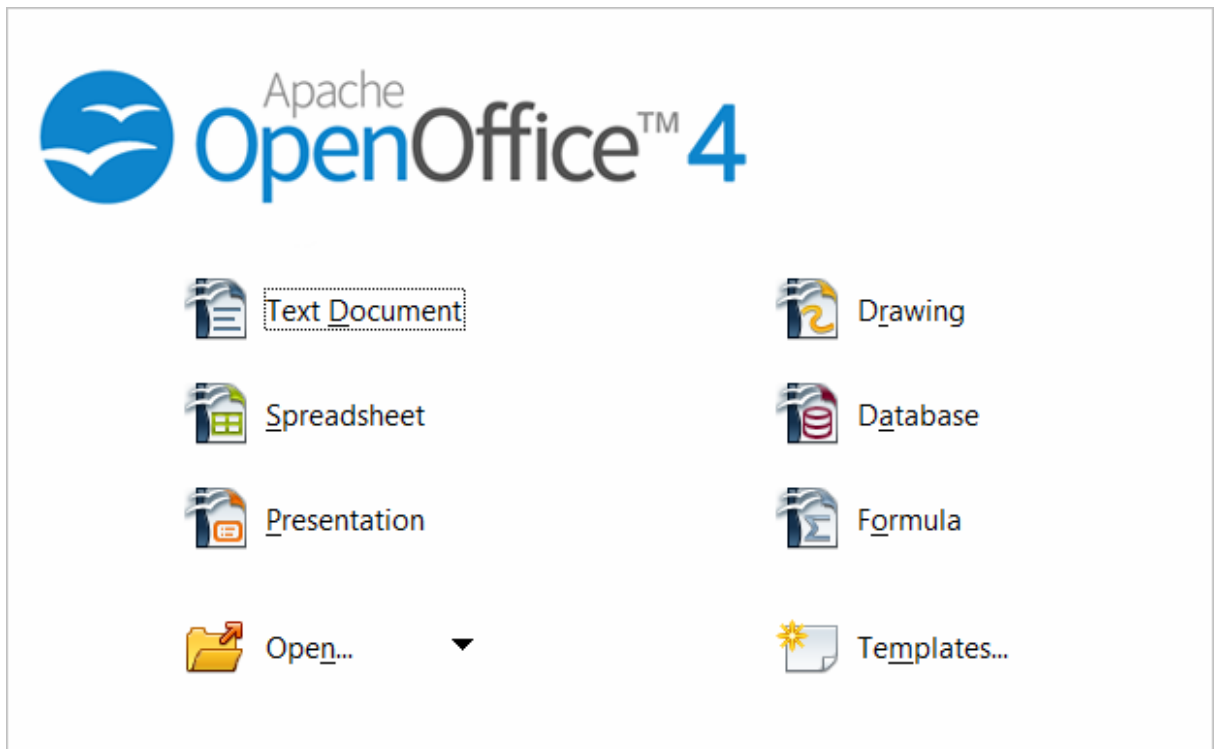 Apache
OpenOffice™ 4
Text Document
Drawing
Spreadsheet
Database
Presentation
Formula
Open...
Templates...